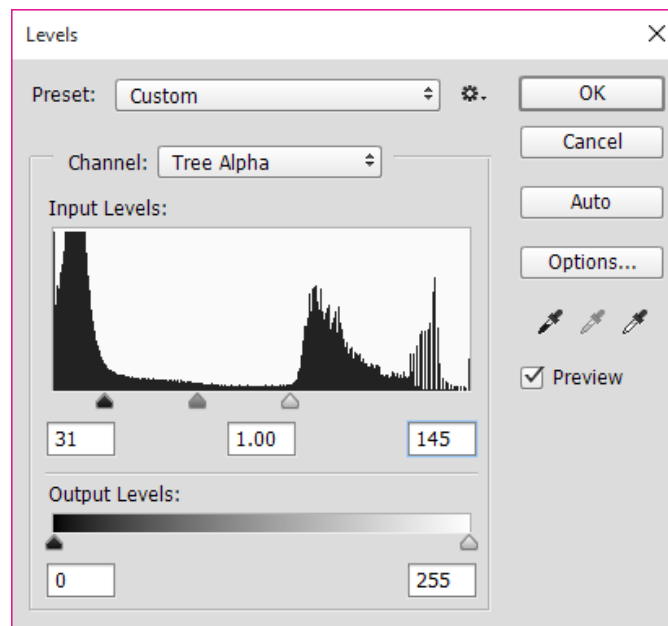 Levels
Preset: Custom
OK
Cancel
Channel: Tree Alpha
Auto
Input Levels:
Options...
Preview
31 1.00 145
Output Levels:
0 255